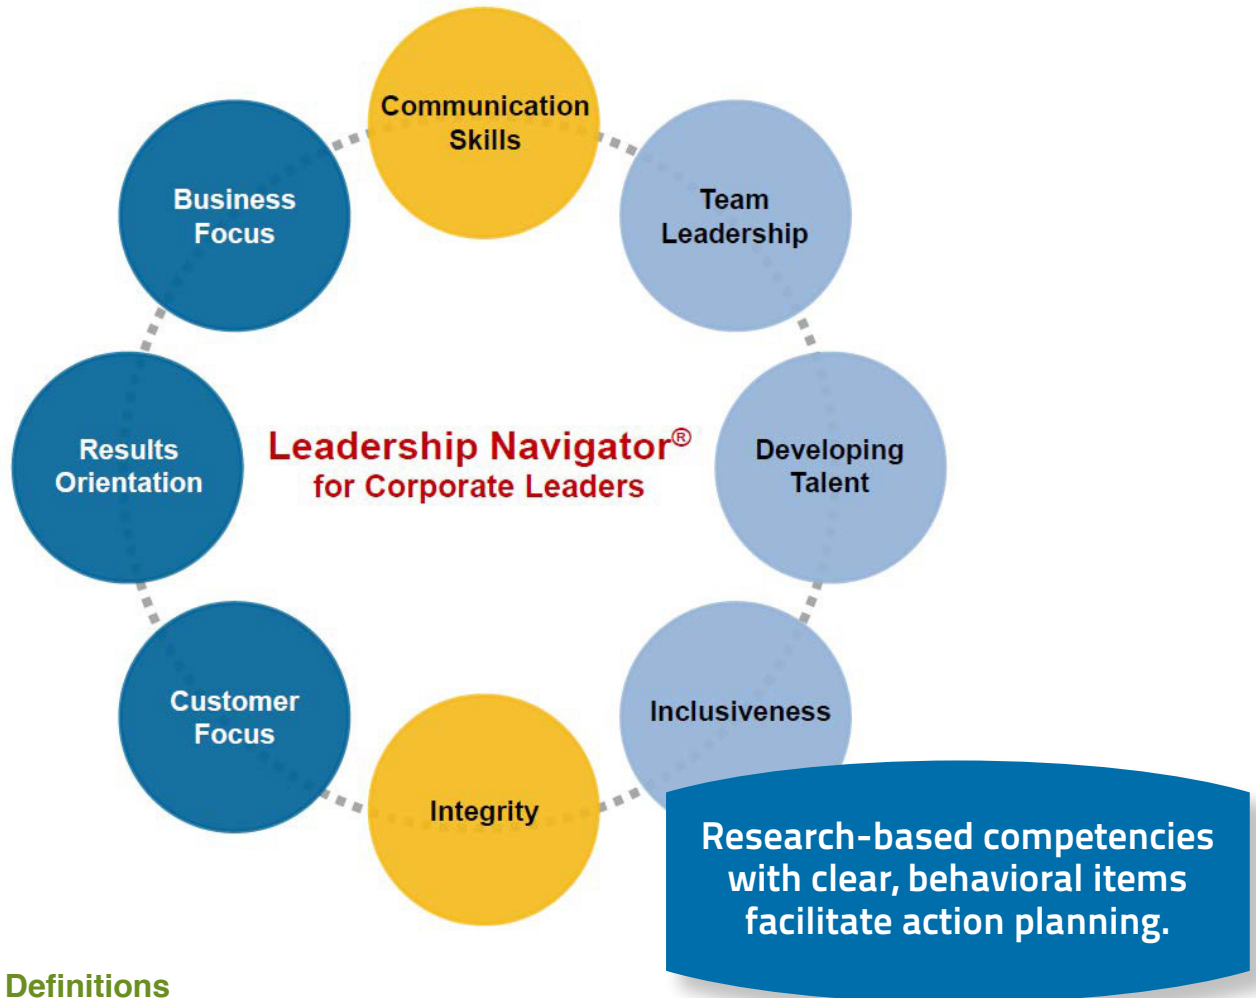 Communication
Skills
Team
Leadership
Developing
Talent
Inclusiveness
Integrity
Customer
Focus
Results
Orientation
Business
Focus
Leadership Navigator®
for Corporate Leaders
Research-based competencies
with clear, behavioral items
facilitate action planning.
Definitions